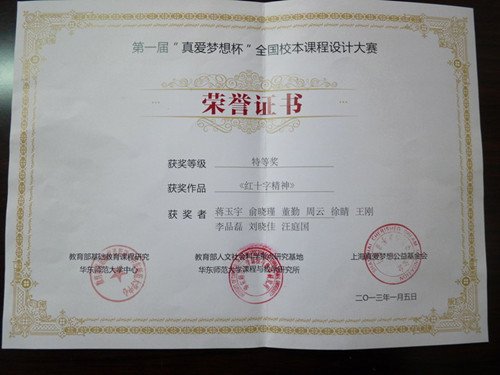 第一届“真爱梦想杯”全国校本课程设计大赛
荣誉证书
获奖等级 特等奖
获奖作品 《红十字精神》
获奖者 蒋玉宇 俞晓瑾 董勤 周云 徐晴 王刚
李品磊 刘晓佳 汪庭国
教育部基础教育课程研究 教育部人文社会科学重点研究基地 上海真爱梦想公益基金会
华东师范大学中心 华东师范大学课程与教学研究所
二〇一三年一月五日